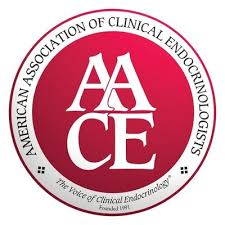 AMERICAN ASSOCIATION OF CLINICAL ENDOCRINOLOGISTS
AA
CE
The Voice of Clinical Endocrinology®
Founded 1991